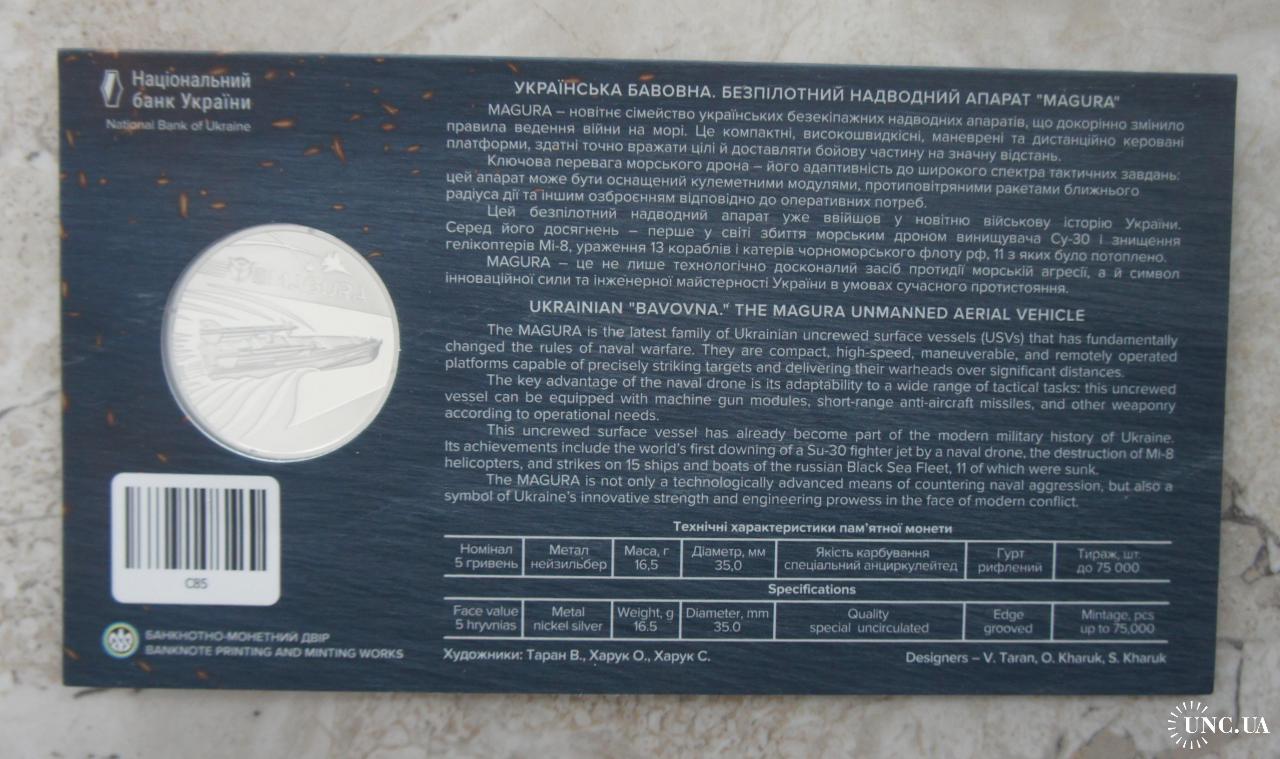 Національний
банк України
National Bank of Ukraine
УКРАЇНСЬКА БАВОВНА. БЕЗПІЛОТНИЙ НАДВОДНИЙ АПАРАТ "MAGURA"
MAGURA – новітнє сімейство українських безекіпажних надводних апаратів, що докорінно змінило
правила ведення війни на морі. Це компактні, високошвидкісні, маневрені та дистанційно керовані
платформи, здатні точно вражати цілі й доставляти бойову частину на значну відстань.
Ключова перевага морського дрона – його адаптивність до широкого спектра тактичних завдань:
цей апарат може бути оснащений кулеметними модулями, протиповітряними ракетами ближнього
радіуса дії та іншим озброєнням відповідно до оперативних потреб.
Цей безпілотний надводний апарат уже ввійшов у новітню військову історію України.
Серед його досягнень – перше у світі збиття морським дроном винищувача Су-30 і знищення
гелікоптерів Мі-8, ураження 13 кораблів і катерів чорноморського флоту рф, 11 з яких було потоплено.
MAGURA – це не лише технологічно досконалий засіб протидії морській агресії, а й символ
інноваційної сили та інженерної майстерності України в умовах сучасного протистояння.
UKRAINIAN "BAVOVNA." THE MAGURA UNMANNED AERIAL VEHICLE
The MAGURA is the latest family of Ukrainian uncrewed surface vessels (USVs) that has fundamentally
changed the rules of naval warfare. They are compact, high-speed, maneuverable, and remotely operated
platforms capable of precisely striking targets and delivering their warheads over significant distances.
The key advantage of the naval drone is its adaptability to a wide range of tactical tasks: this uncrewed
vessel can be equipped with machine gun modules, short-range anti-aircraft missiles, and other weaponry
according to operational needs.
This uncrewed surface vessel has already become part of the modern military history of Ukraine.
Its achievements include the world's first downing of a Su-30 fighter jet by a naval drone, the destruction of Mi-8
helicopters, and strikes on 15 ships and boats of the russian Black Sea Fleet, 11 of which were sunk.
The MAGURA is not only a technologically advanced means of countering naval aggression, but also a
symbol of Ukraine's innovative strength and engineering prowess in the face of modern conflict.
Технічні характеристики пам'ятної монети
Номінал Метал Маса, г Діаметр, мм Якість карбування Гурт Тираж, шт.
5 гривень нейзильбер 16,5 35,0 спеціальний анциркулейтед рифлений до 75 000
Specifications
Face value Metal Weight, g Diameter, mm Quality Edge Mintage, pcs
5 hryvnias nickel silver 16.5 35.0 special uncirculated grooved up to 75,000
Художники: Таран В., Харук О., Харук С. Designers – V. Taran, O. Kharuk, S. Kharuk
C85
БАНКНОТНО-МОНЕТНИЙ ДВІР
BANKNOTE PRINTING AND MINTING WORKS
UNC.UA